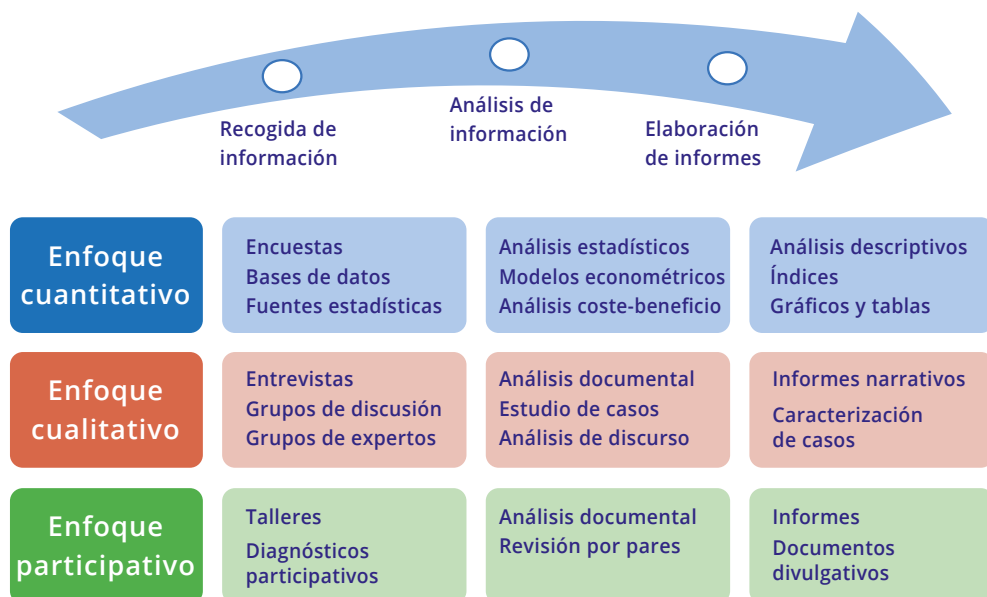 Recogida de
información
Análisis de
información
Elaboración
de informes
Enfoque
cuantitativo
Encuestas
Bases de datos
Fuentes estadísticas
Análisis estadísticos
Modelos econométricos
Análisis coste-beneficio
Análisis descriptivos
Índices
Gráficos y tablas
Enfoque
cualitativo
Entrevistas
Grupos de discusión
Grupos de expertos
Análisis documental
Estudio de casos
Análisis de discurso
Informes narrativos
Caracterización
de casos
Enfoque
participativo
Talleres
Diagnósticos
participativos
Análisis documental
Revisión por pares
Informes
Documentos
divulgativos